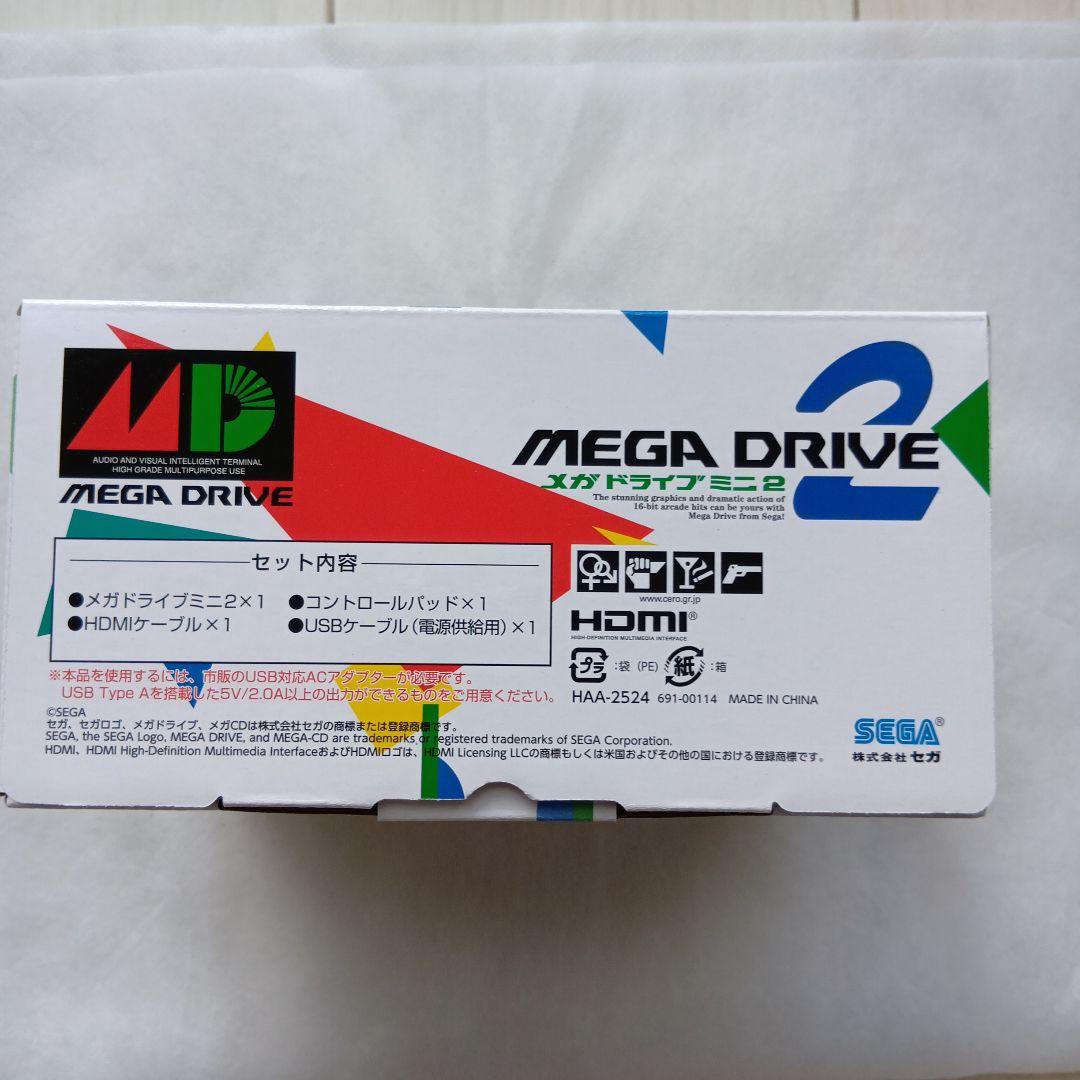 MD
AUDIO AND VISUAL INTELLIGENT TERMINAL
HIGH GRADE MULTIPURPOSE USE
MEGA DRIVE
MEGA DRIVE 2
メガドライブミニ2
The stunning graphics and dramatic action of
16-bit arcade hits can be yours with
Mega Drive from Sega!
セット内容
●メガドライブミニ2×1 ●コントロールパッド×1
●HDMIケーブル×1 ●USBケーブル(電源供給用)×1
※本品を使用するには、市販のUSB対応ACアダプターが必要です。
USB Type Aを搭載した5V/2.0A以上の出力ができるものをご用意ください。
www.cero.gr.jp
HDMI®
HIGH-DEFINITION MULTIMEDIA INTERFACE
プラ :袋(PE) 紙 :箱
HAA-2524 691-00114 MADE IN CHINA
©SEGA
セガ、セガロゴ、メガドライブ、メガCDは株式会社セガの商標または登録商標です。
SEGA, the SEGA Logo, MEGA DRIVE, and MEGA-CD are trademarks or registered trademarks of SEGA Corporation.
HDMI、HDMI High-Definition Multimedia InterfaceおよびHDMIロゴは、HDMI Licensing LLCの商標もしくは米国およびその他の国における登録商標です。
SEGA®
株式会社セガ